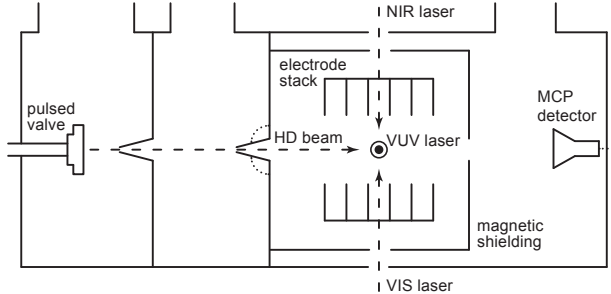 NIR laser
electrode
stack
pulsed
valve
MCP
detector
HD beam
VUV laser
magnetic
shielding
VIS laser